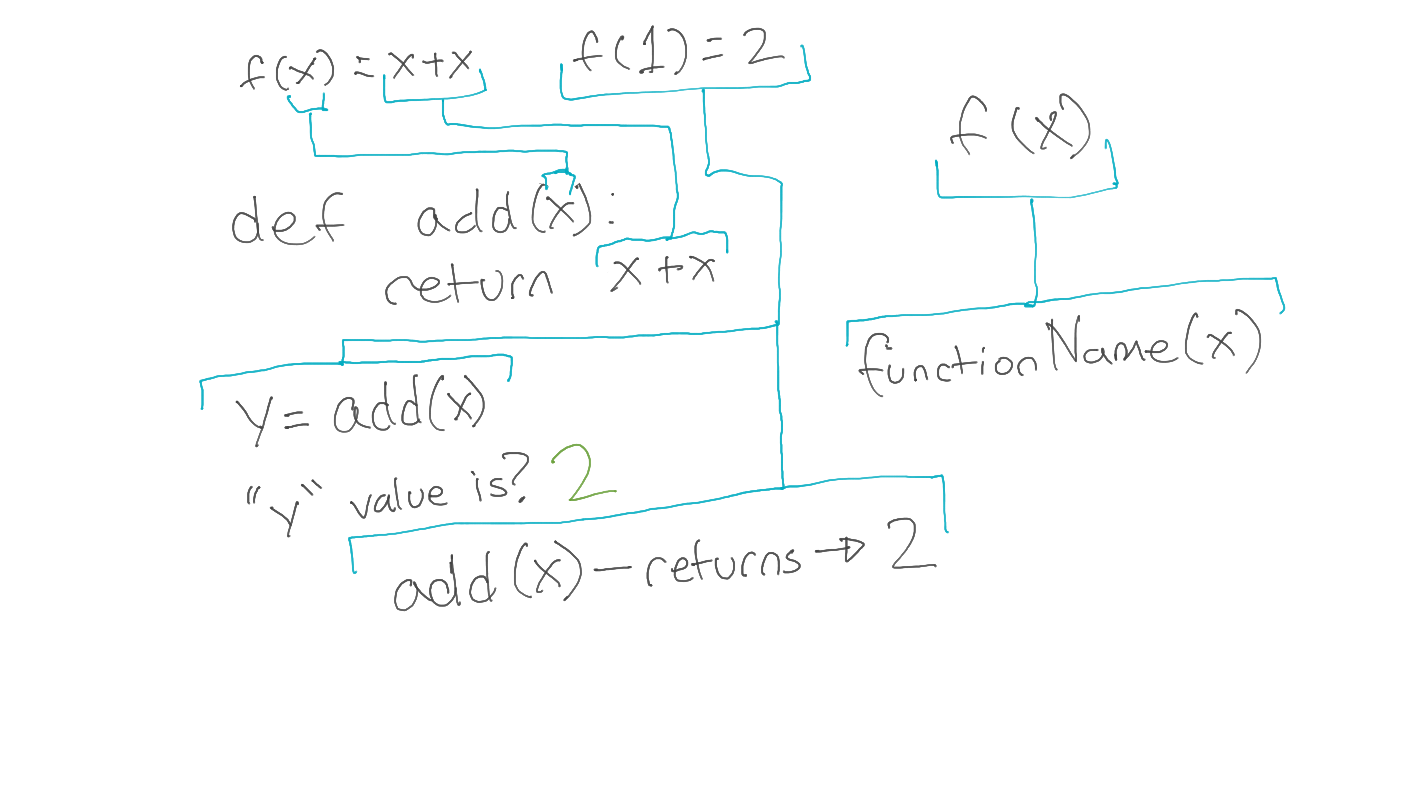 f(x) = x+x
f(1) = 2
f(x)
def add(x):
return x+x
functionName(x)
y= add(x)
"y" value is? 2
add(x) — returns → 2